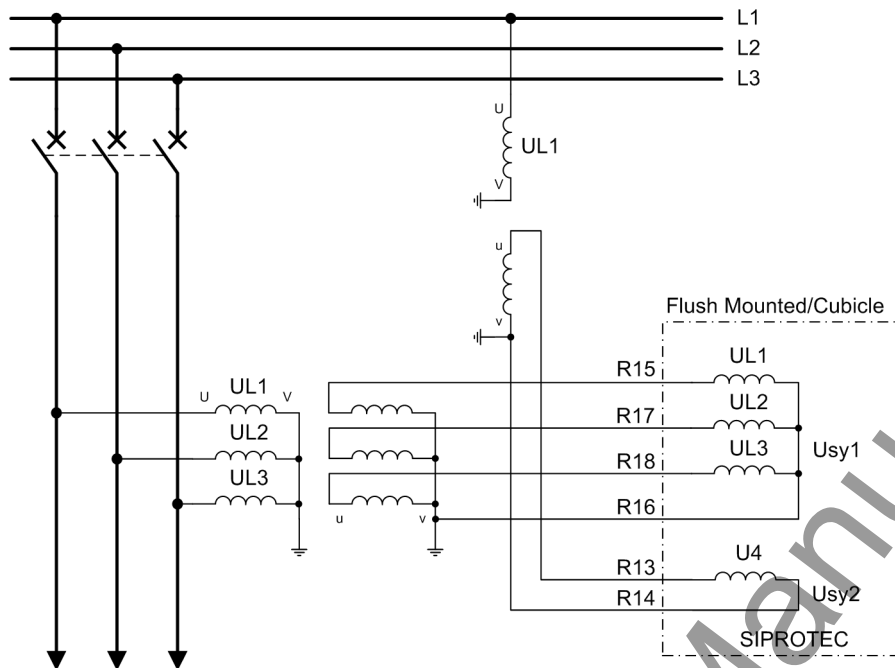 L1
L2
L3
U
UL1
V
u
v
Flush Mounted/Cubicle
R15
UL1
R17
UL2
R18
UL3
Usy1
R16
R13
U4
R14
Usy2
SIPROTEC
U
UL1
V
UL2
UL3
u
v
Manu